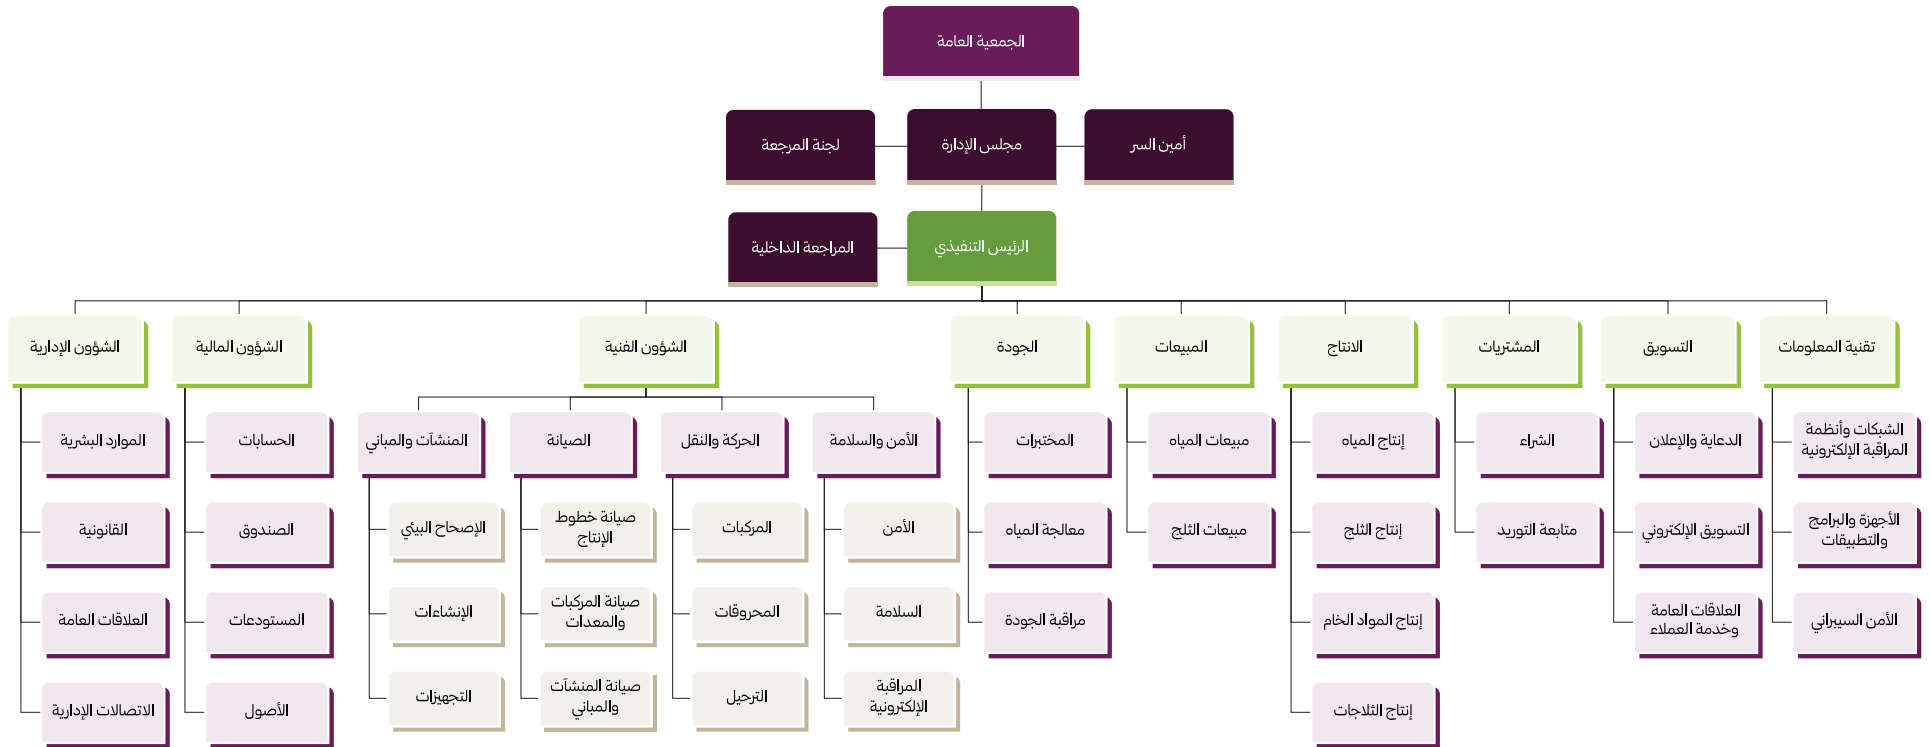 الجمعية العامة
أمين السر
مجلس الإدارة
لجنة المرجعة
الرئيس التنفيذي
المراجعة الداخلية
تقنية المعلومات
التسويق
المشتريات
الانتاج
المبيعات
الجودة
الشؤون الفنية
الشؤون المالية
الشؤون الإدارية
الشبكات وأنظمة
المراقبة الإلكترونية
الأجهزة والبرامج
والتطبيقات
الأمن السيبراني
الدعاية والإعلان
التسويق الإلكتروني
العلاقات العامة
وخدمة العملاء
الشراء
متابعة التوريد
إنتاج المياه
إنتاج الثلج
إنتاج المواد الخام
إنتاج الثلاجات
مبيعات المياه
مبيعات الثلج
المختبرات
معالجة المياه
مراقبة الجودة
الأمن والسلامة
الأمن
السلامة
المراقبة
الإلكترونية
الحركة والنقل
المركبات
المحروقات
الترحيل
الصيانة
صيانة خطوط
الإنتاج
صيانة المركبات
والمعدات
صيانة المنشآت
والمباني
المنشآت والمباني
الإصحاح البيئي
الإنشاءات
التجهيزات
الحسابات
الصندوق
المستودعات
الأصول
الموارد البشرية
القانونية
العلاقات العامة
الاتصالات الإدارية